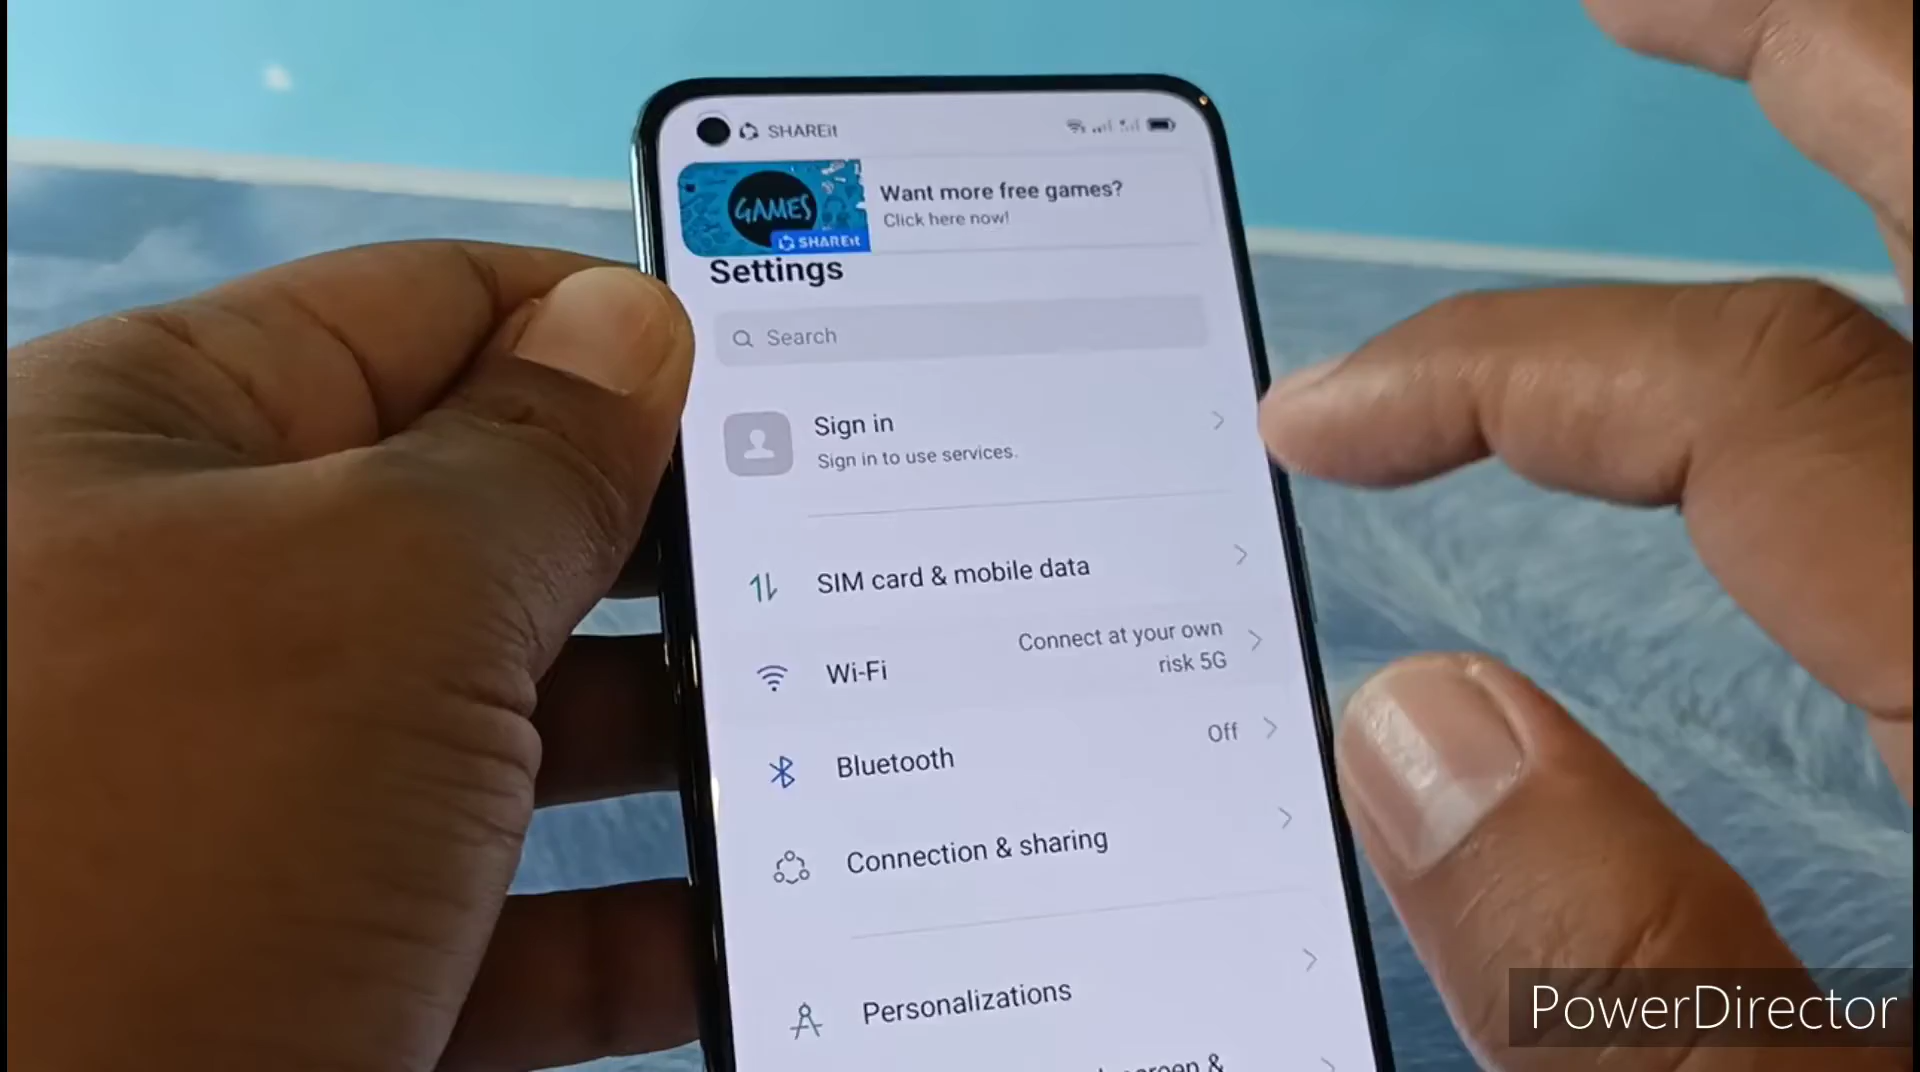 SHAREit
GAMES
SHAREit
Want more free games?
Click here now!
Settings
Search
Sign in
Sign in to use services.
SIM card & mobile data
Wi-Fi
Connect at your own
risk 5G
Bluetooth
Off
Connection & sharing
Personalizations
screen &
PowerDirector